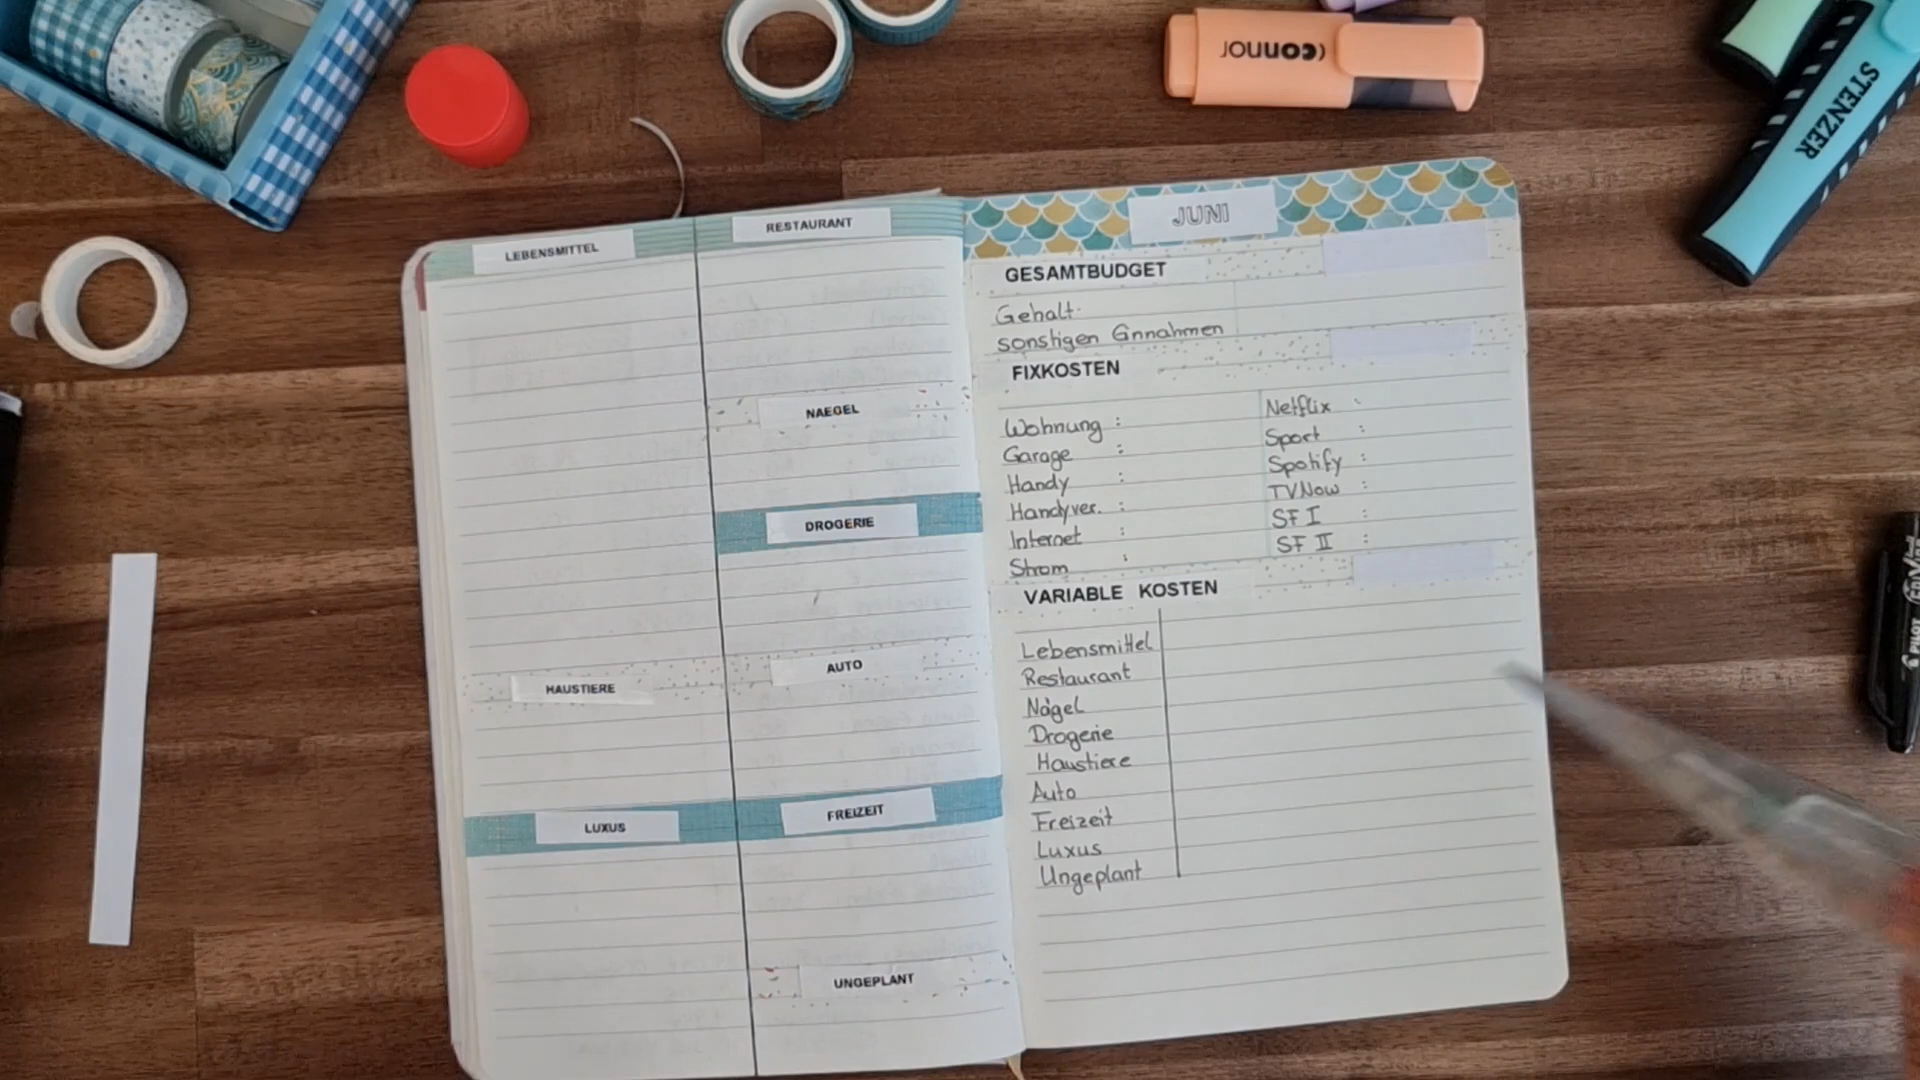 CONNOR
STENZER
PILOT
LEBENSMITTEL
RESTAURANT
NAEGEL
DROGERIE
HAUSTIERE
AUTO
LUXUS
FREIZEIT
UNGEPLANT
JUNI
GESAMTBUDGET
Gehalt
sonstigen Einnahmen
FIXKOSTEN
Wohnung :
Garage :
Handy :
Handyver. :
Internet :
Strom :
Netflix :
Sport :
Spotify :
TVNow :
SF I :
SF II :
VARIABLE KOSTEN
Lebensmittel
Restaurant
Nägel
Drogerie
Haustiere
Auto
Freizeit
Luxus
Ungeplant